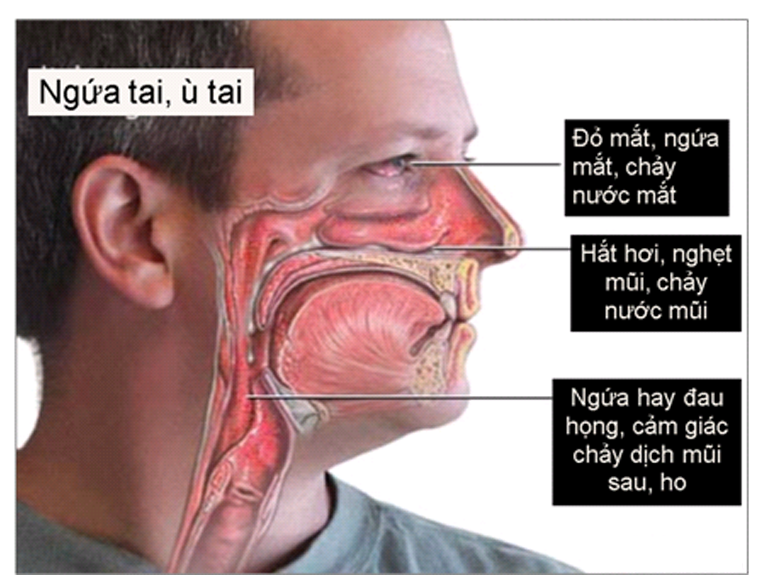 Ngứa tai, ù tai
Đỏ mắt, ngứa
mắt, chảy
nước mắt
Hắt hơi, nghẹt
mũi, chảy
nước mũi
Ngứa hay đau
họng, cảm giác
chảy dịch mũi
sau, ho